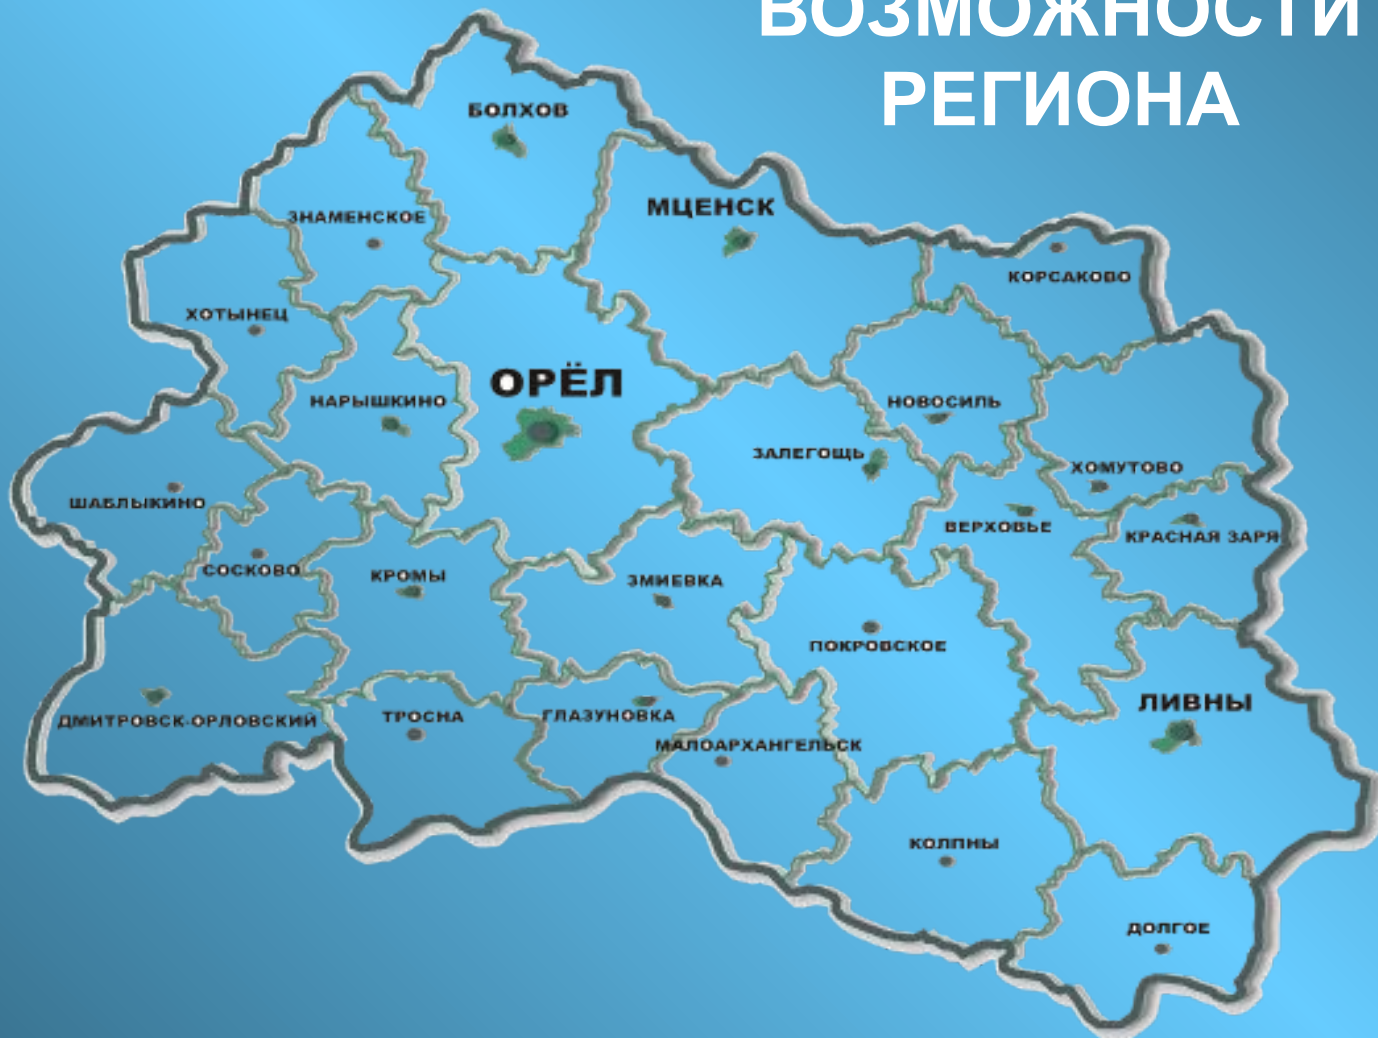 ВОЗМОЖНОСТИ
РЕГИОНА
БОЛХОВ
МЦЕНСК
ЗНАМЕНСКОЕ
КОРСАКОВО
ХОТЫНЕЦ
ОРЁЛ
НАРЫШКИНО
НОВОСИЛЬ
ЗАЛЕГОЩЬ
ХОМУТОВО
ШАБЛЫКИНО
ВЕРХОВЬЕ
КРАСНАЯ ЗАРЯ
СОСКОВО
КРОМЫ
ЗМИЕВКА
ПОКРОВСКОЕ
ЛИВНЫ
ДМИТРОВСК-ОРЛОВСКИЙ
ТРОСНА
ГЛАЗУНОВКА
МАЛОАРХАНГЕЛЬСК
КОЛПНЫ
ДОЛГОЕ